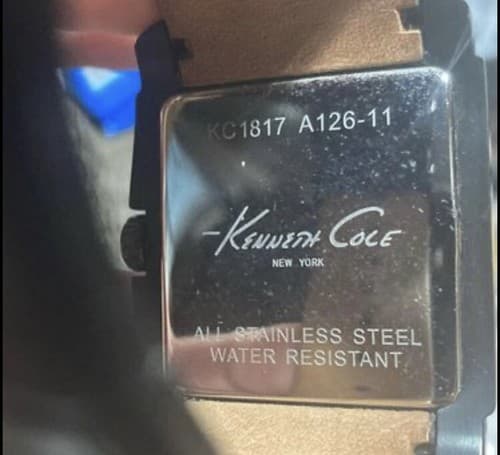 KC1817 A126-11
Kenneth Cole
NEW YORK
ALL STAINLESS STEEL
WATER RESISTANT